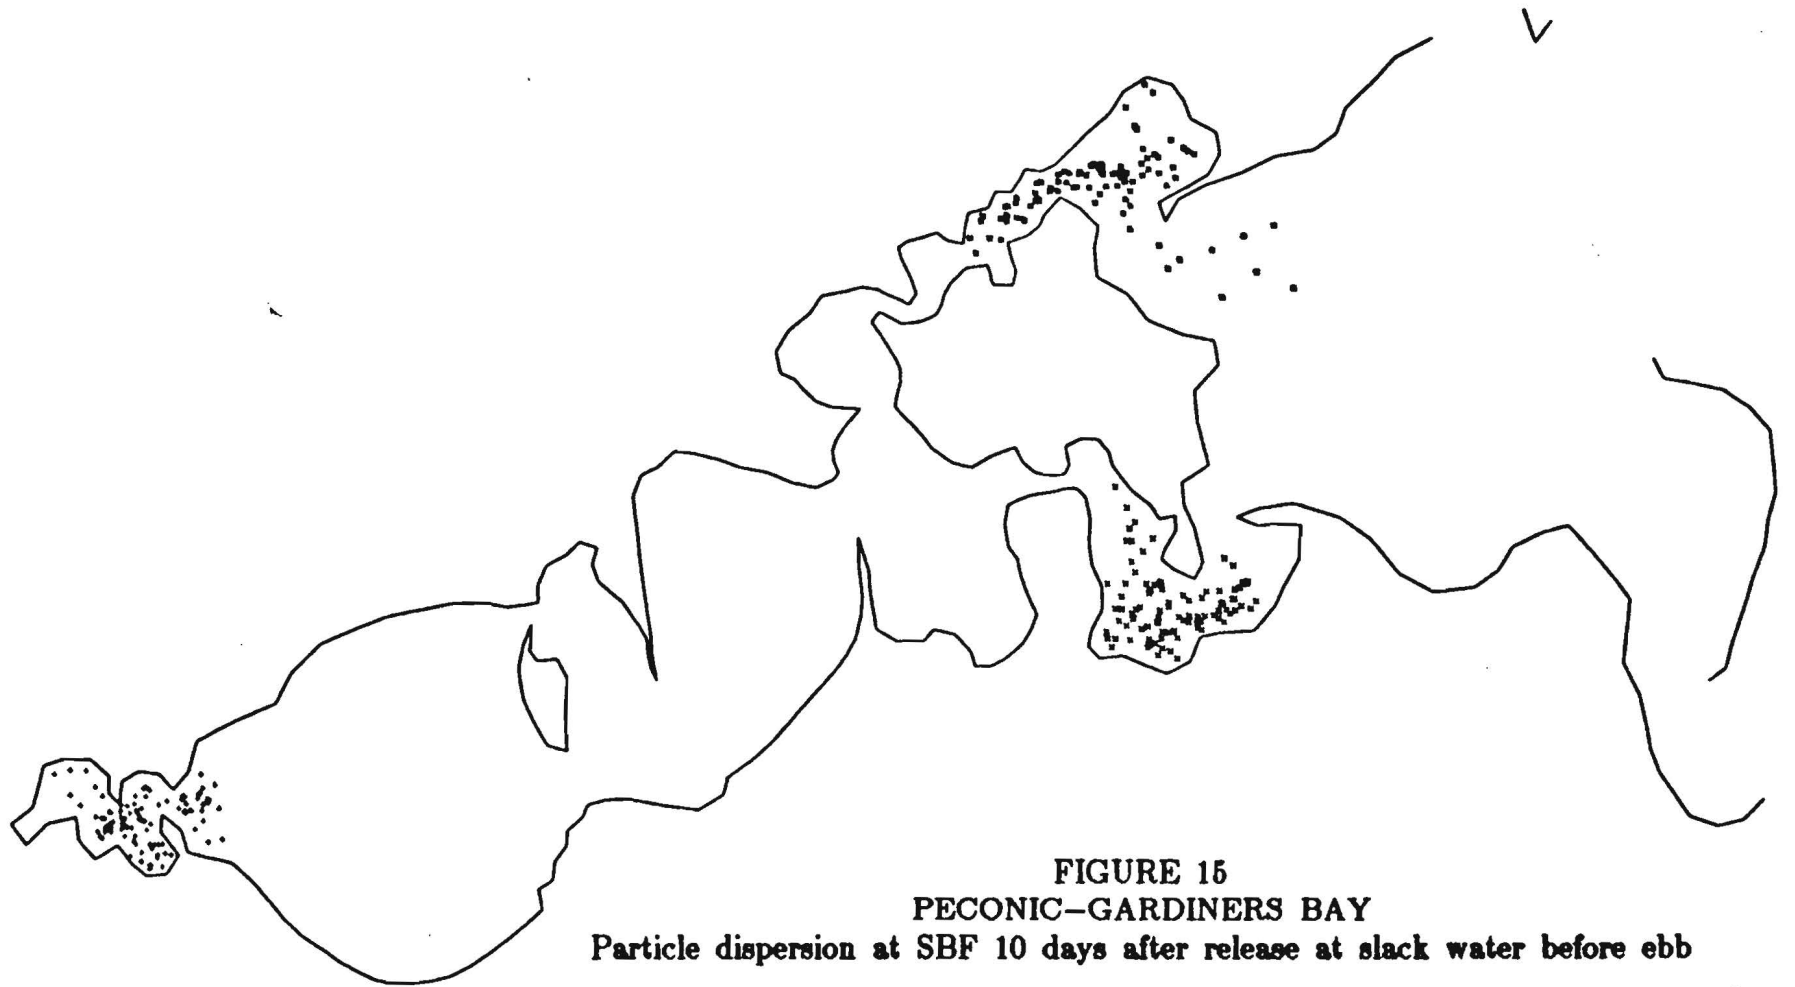 FIGURE 15
PECONIC-GARDINERS BAY
Particle dispersion at SBF 10 days after release at slack water before ebb